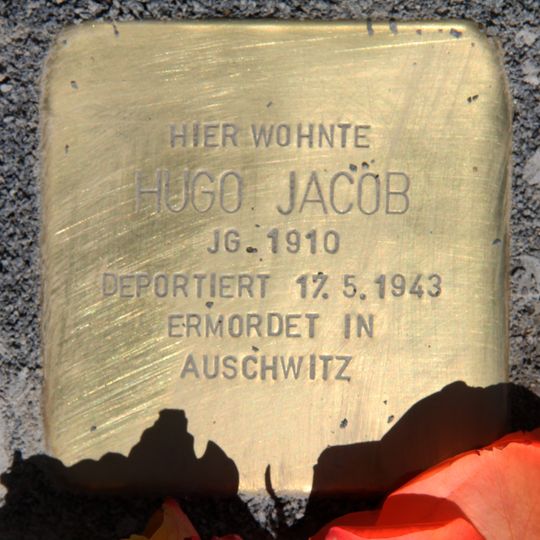 HIER WOHNTE
HUGO JACOB
JG. 1910
DEPORTIERT 17.5.1943
ERMORDET IN
AUSCHWITZ